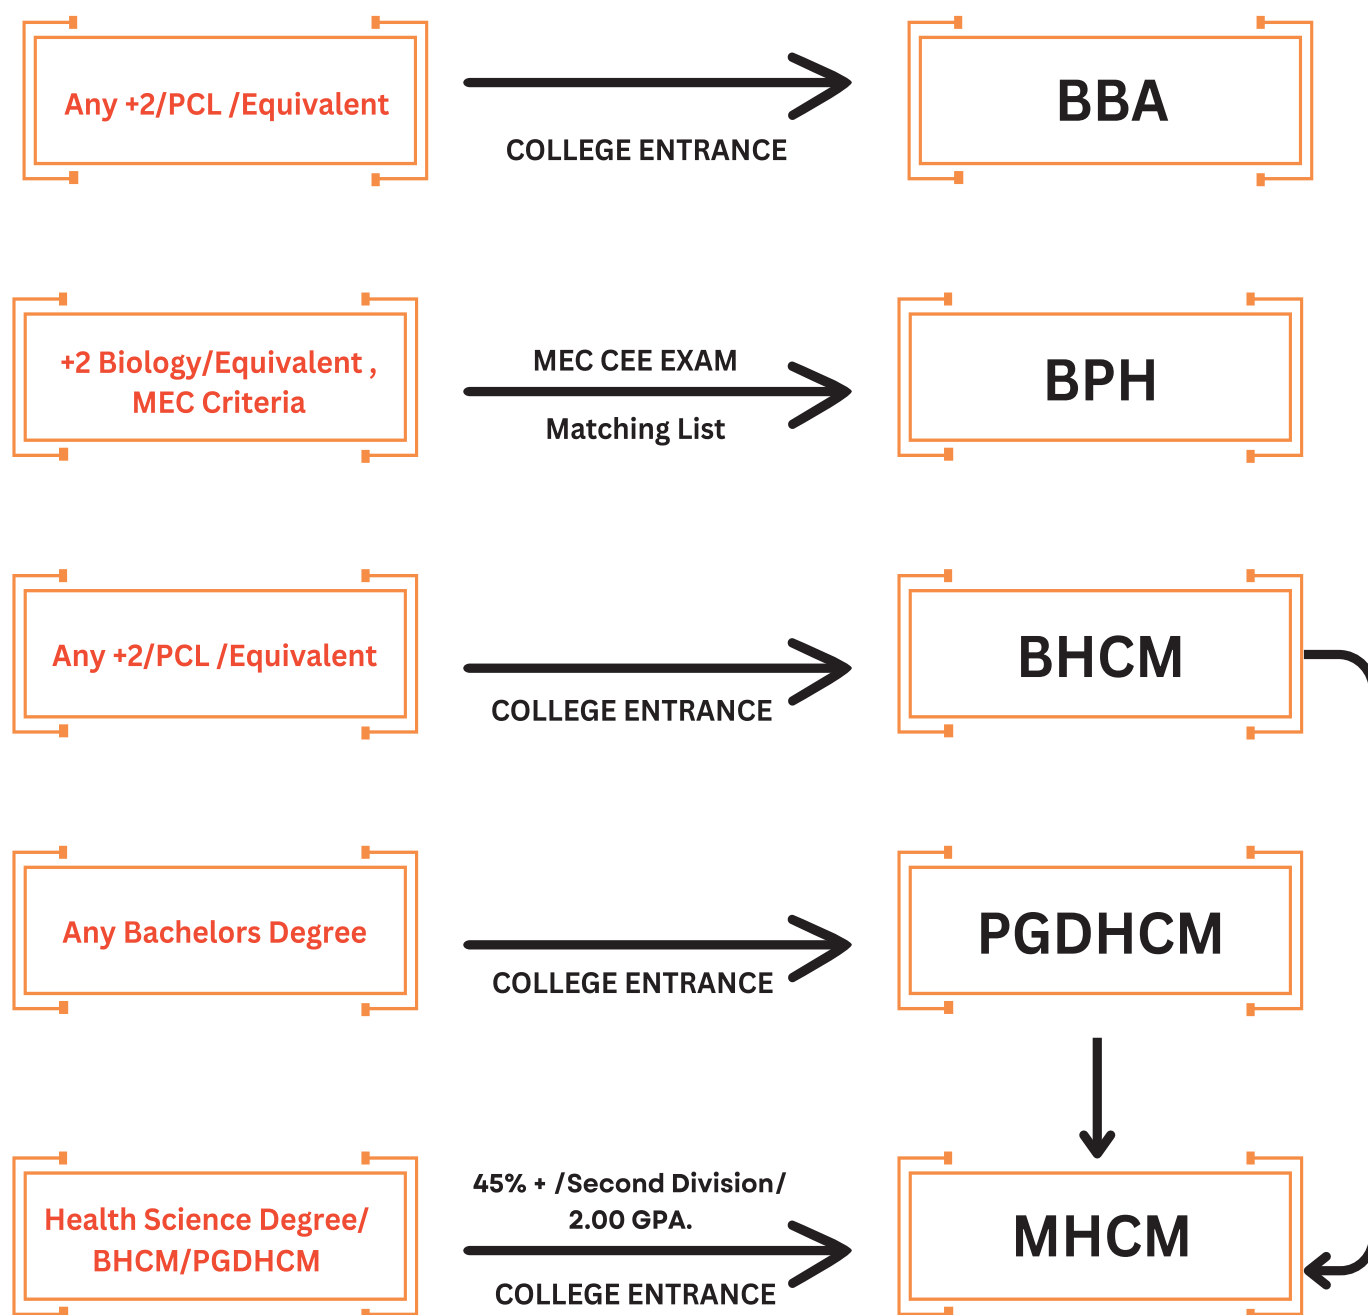 Any +2/PCL /Equivalent
COLLEGE ENTRANCE
BBA
+2 Biology/Equivalent ,
MEC Criteria
MEC CEE EXAM
Matching List
BPH
Any +2/PCL /Equivalent
COLLEGE ENTRANCE
BHCM
Any Bachelors Degree
COLLEGE ENTRANCE
PGDHCM
Health Science Degree/
BHCM/PGDHCM
45% + /Second Division/
2.00 GPA.
COLLEGE ENTRANCE
MHCM